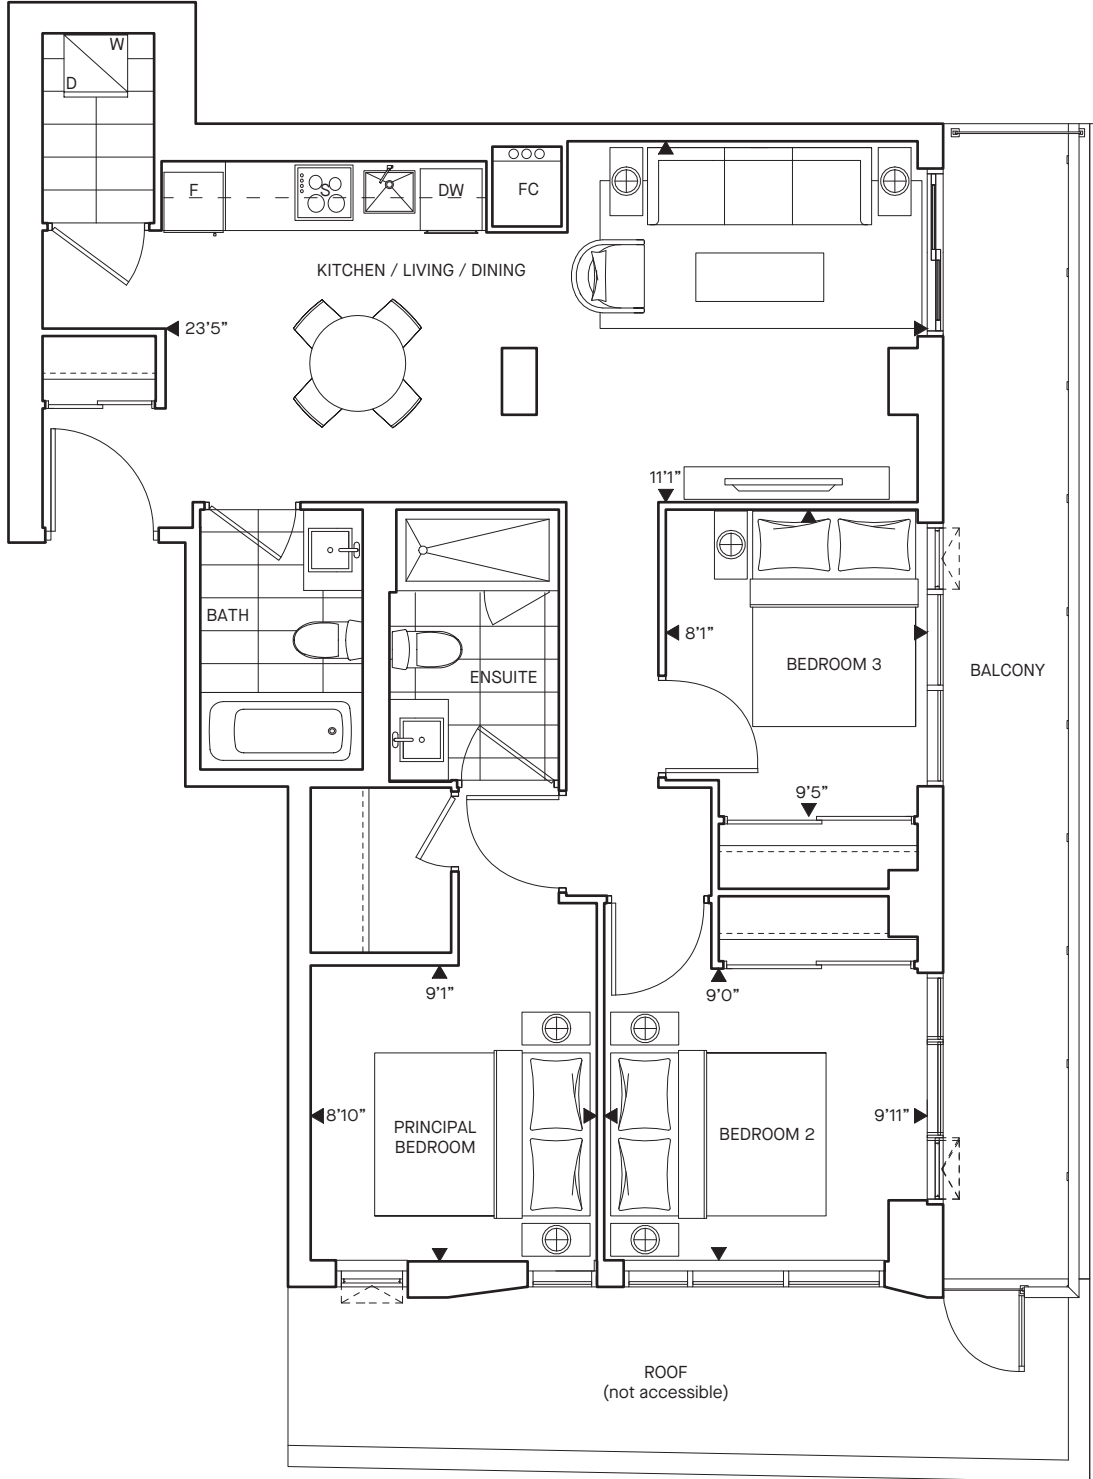 W
D
F
S
DW
FC
KITCHEN / LIVING / DINING
23’5”
11’1”
BATH
8’1”
BEDROOM 3
BALCONY
ENSUITE
9’5”
9’1”
9’0”
8’10”
PRINCIPAL
BEDROOM
BEDROOM 2
9’11”
ROOF
(not accessible)